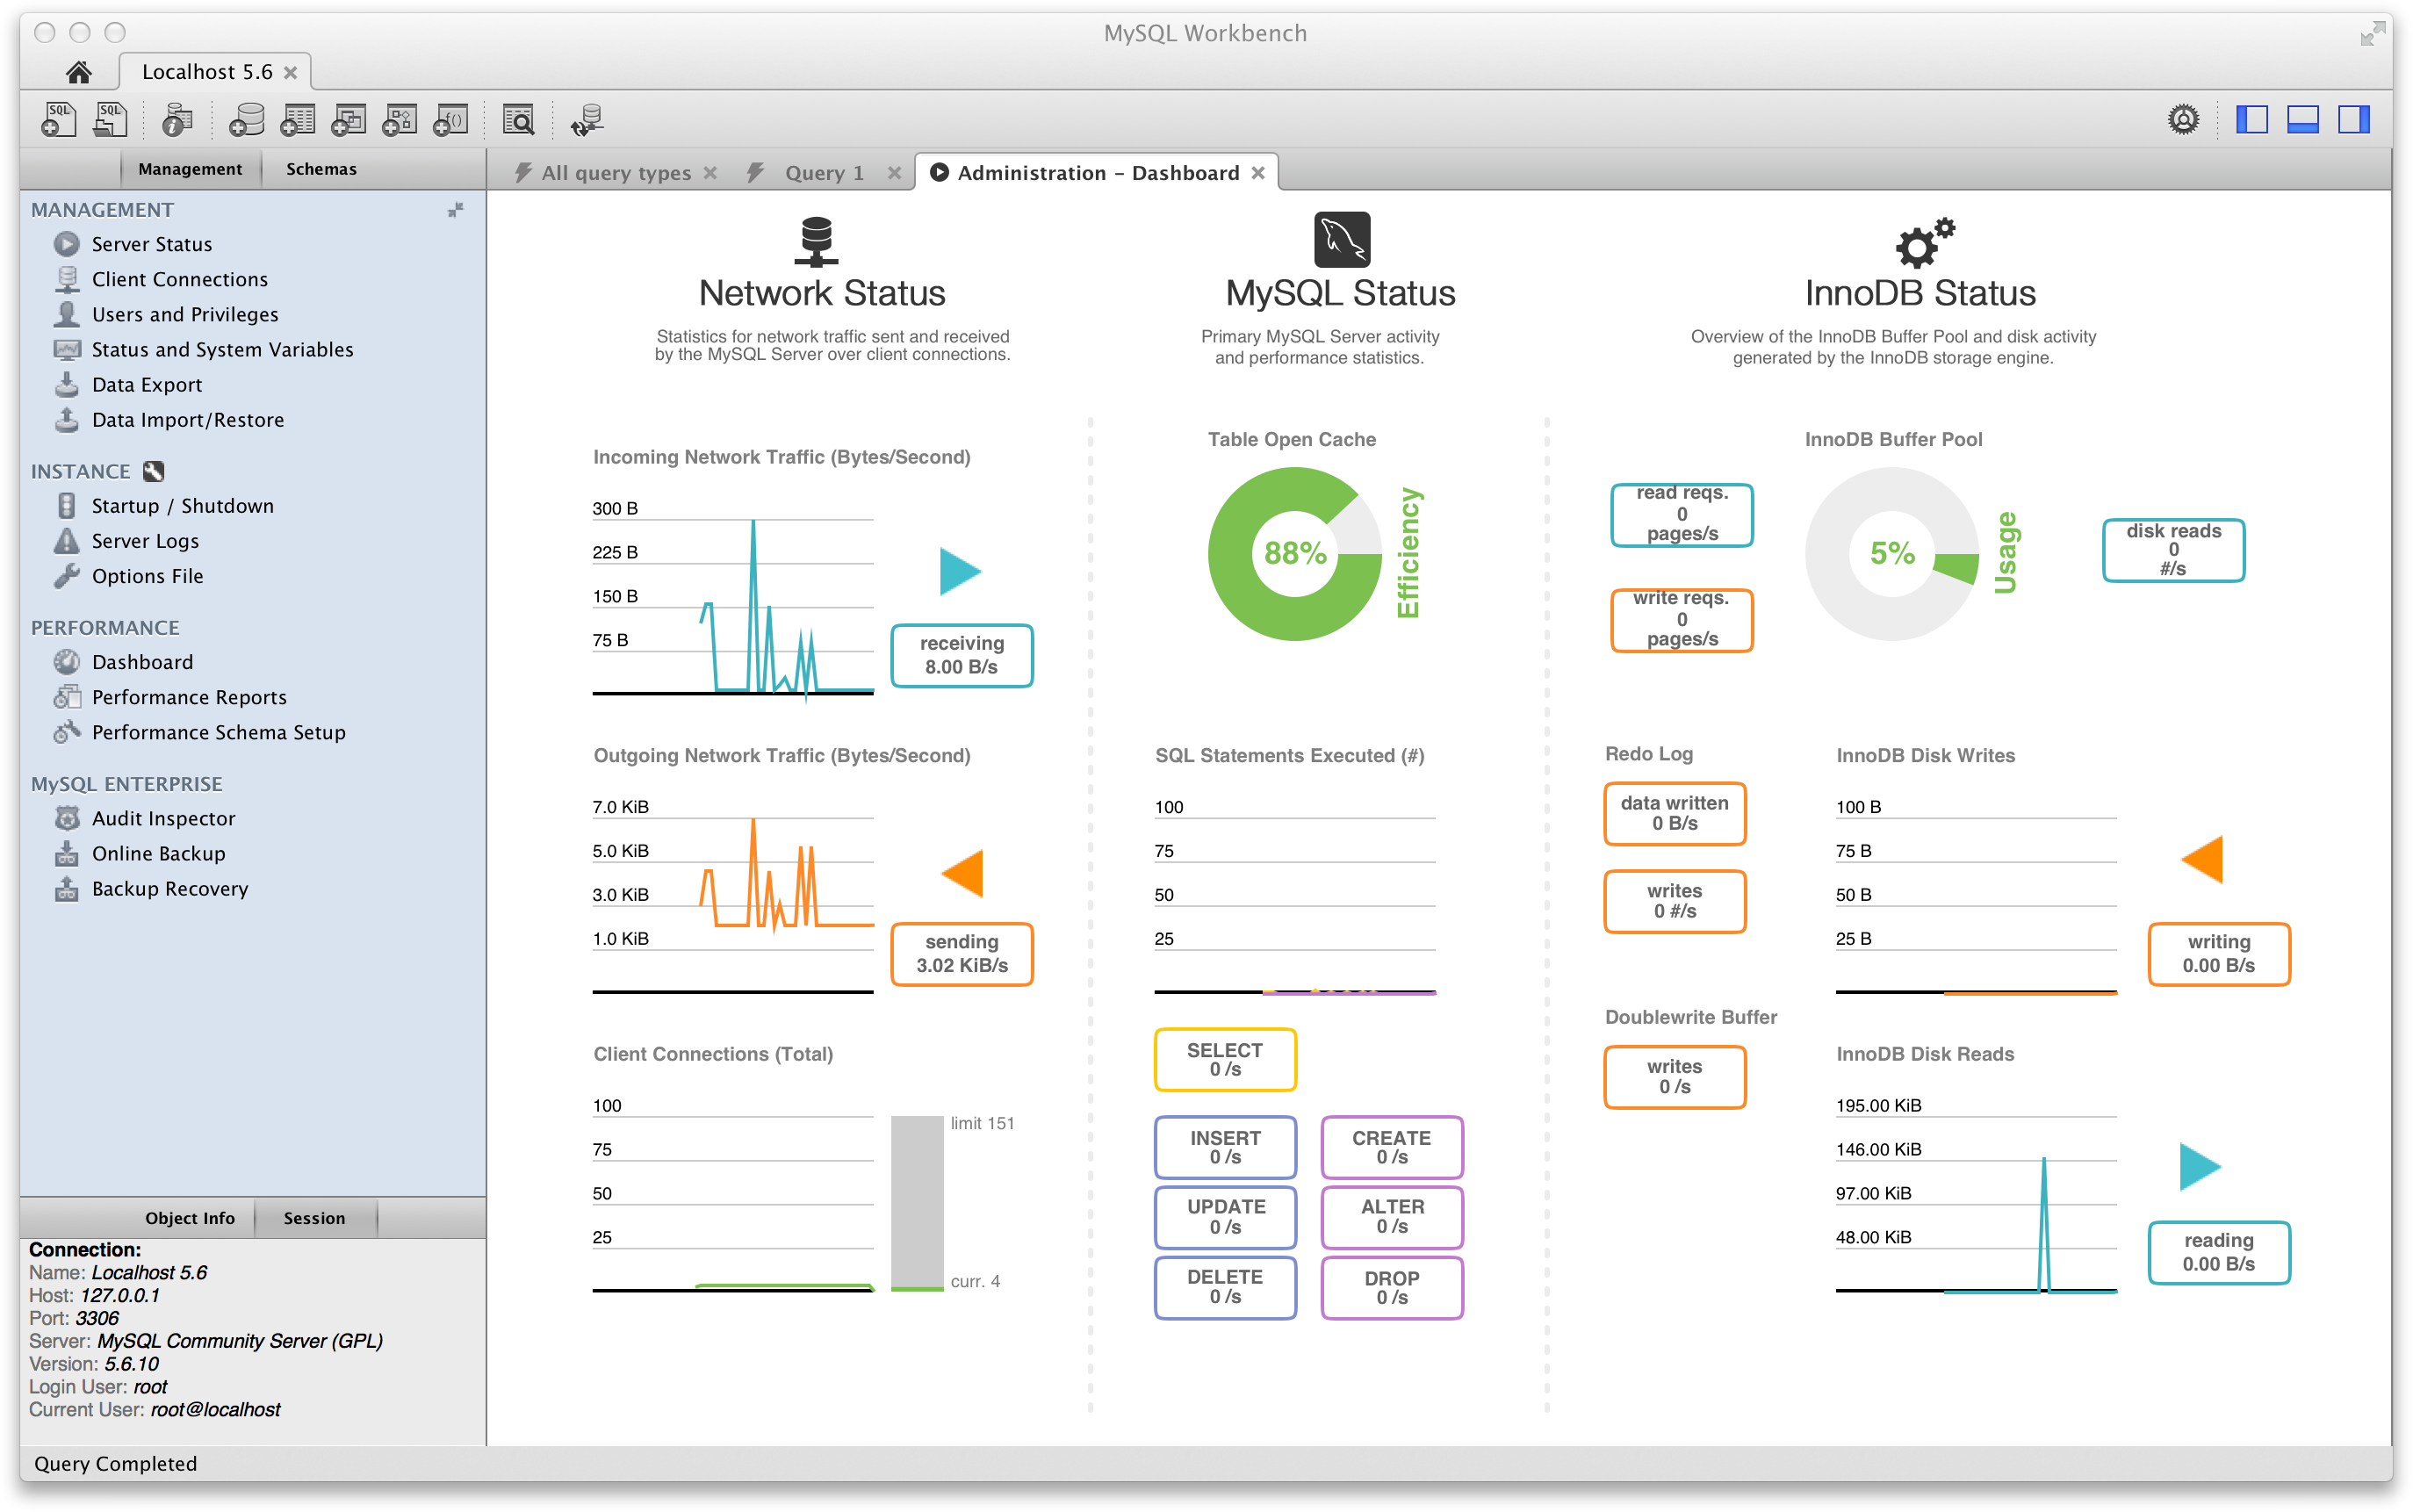 MySQL Workbench
Localhost 5.6
SQL
SQL
f()
Management
Schemas
MANAGEMENT
Server Status
Client Connections
Users and Privileges
Status and System Variables
Data Export
Data Import/Restore
INSTANCE
Startup / Shutdown
Server Logs
Options File
PERFORMANCE
Dashboard
Performance Reports
Performance Schema Setup
MySQL ENTERPRISE
Audit Inspector
Online Backup
Backup Recovery
Object Info
Session
Connection:
Name: Localhost 5.6
Host: 127.0.0.1
Port: 3306
Server: MySQL Community Server (GPL)
Version: 5.6.10
Login User: root
Current User: root@localhost
All query types
Query 1
Administration - Dashboard
Network Status
Statistics for network traffic sent and received
by the MySQL Server over client connections.
Incoming Network Traffic (Bytes/Second)
300 B
225 B
150 B
75 B
receiving
8.00 B/s
Outgoing Network Traffic (Bytes/Second)
7.0 KiB
5.0 KiB
3.0 KiB
1.0 KiB
sending
3.02 KiB/s
Client Connections (Total)
100
75
50
25
limit 151
curr. 4
MySQL Status
Primary MySQL Server activity
and performance statistics.
Table Open Cache
88%
Efficiency
SQL Statements Executed (#)
100
75
50
25
SELECT
0 /s
INSERT
0 /s
CREATE
0 /s
UPDATE
0 /s
ALTER
0 /s
DELETE
0 /s
DROP
0 /s
InnoDB Status
Overview of the InnoDB Buffer Pool and disk activity
generated by the InnoDB storage engine.
InnoDB Buffer Pool
read reqs.
0
pages/s
write reqs.
0
pages/s
5%
Usage
disk reads
0
#/s
Redo Log
data written
0 B/s
writes
0 #/s
Doublewrite Buffer
writes
0 /s
InnoDB Disk Writes
100 B
75 B
50 B
25 B
writing
0.00 B/s
InnoDB Disk Reads
195.00 KiB
146.00 KiB
97.00 KiB
48.00 KiB
reading
0.00 B/s
Query Completed